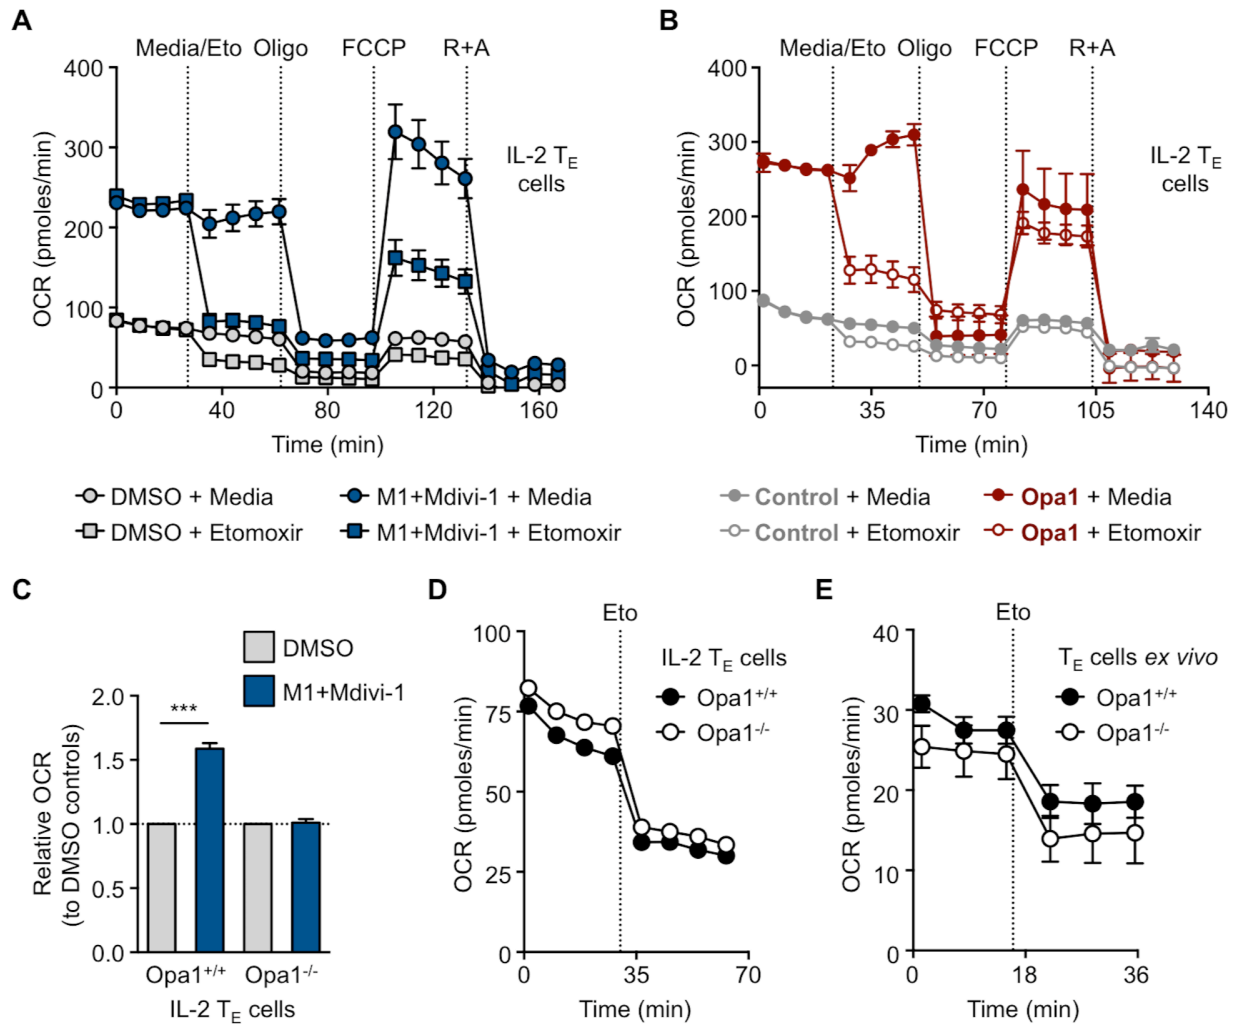 A
Media/Eto Oligo FCCP R+A
400
300
200
100
0
OCR (pmoles/min)
IL-2 TE
cells
0 40 80 120 160
Time (min)
DMSO + Media
M1+Mdivi-1 + Media
DMSO + Etomoxir
M1+Mdivi-1 + Etomoxir
B
Media/Eto Oligo FCCP R+A
400
300
200
100
0
OCR (pmoles/min)
IL-2 TE
cells
0 35 70 105 140
Time (min)
Control + Media
Opa1 + Media
Control + Etomoxir
Opa1 + Etomoxir
C
DMSO
M1+Mdivi-1
2.0
1.5
1.0
0.5
0.0
Relative OCR
(to DMSO controls)
***
Opa1+/+ Opa1-/-
IL-2 TE cells
D
Eto
100
75
50
25
0
OCR (pmoles/min)
IL-2 TE cells
Opa1+/+
Opa1-/-
0 35 70
Time (min)
E
Eto
40
30
20
10
0
OCR (pmoles/min)
TE cells ex vivo
Opa1+/+
Opa1-/-
0 18 36
Time (min)